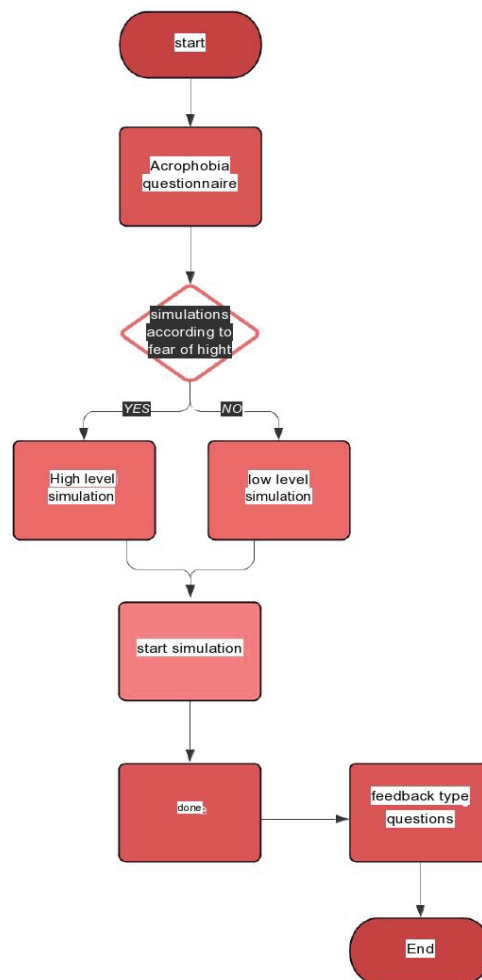 start
Acrophobia
questionnaire
simulations
according to
fear of hight
YES
NO
High level
simulation
low level
simulation
start simulation
done
feedback type
questions
End